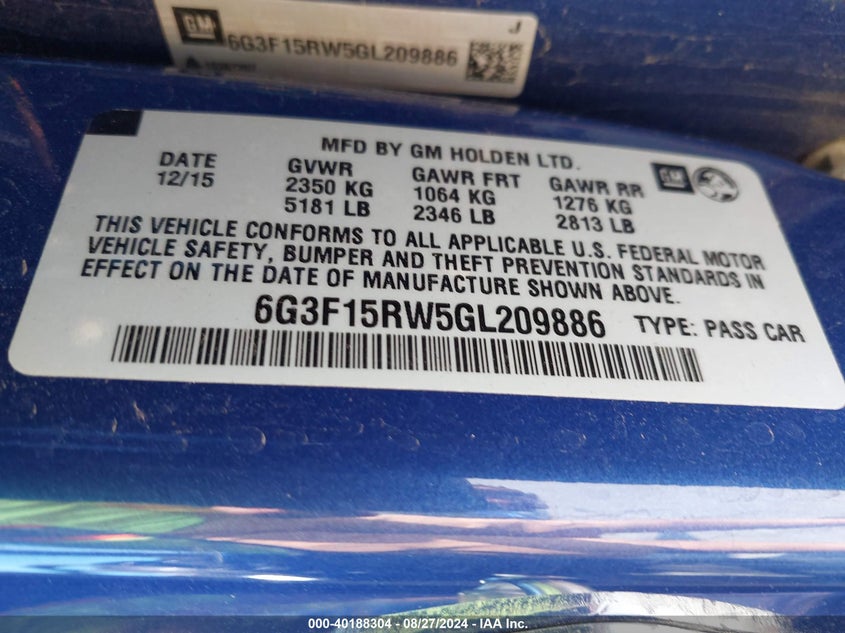 GM
J
6G3F15RW5GL209886
MFD BY GM HOLDEN LTD.
DATE GVWR GAWR FRT GAWR RR GM
12/15 2350 KG 1064 KG 1276 KG
5181 LB 2346 LB 2813 LB
THIS VEHICLE CONFORMS TO ALL APPLICABLE U.S. FEDERAL MOTOR
VEHICLE SAFETY, BUMPER AND THEFT PREVENTION STANDARDS IN
EFFECT ON THE DATE OF MANUFACTURE SHOWN ABOVE.
6G3F15RW5GL209886 TYPE: PASS CAR
000-40188304 - 08/27/2024 - IAA Inc.